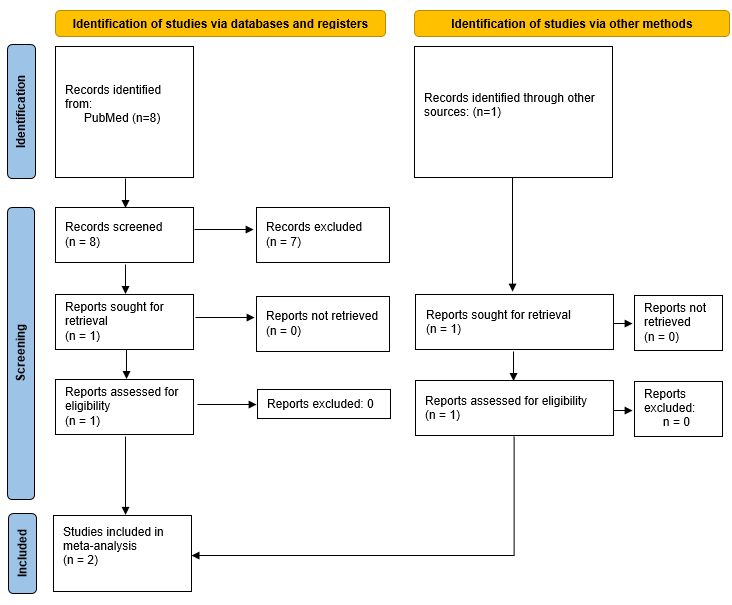 Identification of studies via databases and registers
Identification of studies via other methods
Identification
Records identified
from:
PubMed (n=8)
Records identified through other
sources: (n=1)
Screening
Records screened
(n = 8)
Records excluded
(n = 7)
Reports sought for
retrieval
(n = 1)
Reports not retrieved
(n = 0)
Reports sought for retrieval
(n = 1)
Reports not
retrieved
(n = 0)
Reports assessed for
eligibility
(n = 1)
Reports excluded: 0
Reports assessed for eligibility
(n = 1)
Reports
excluded:
n = 0
Included
Studies included in
meta-analysis
(n = 2)